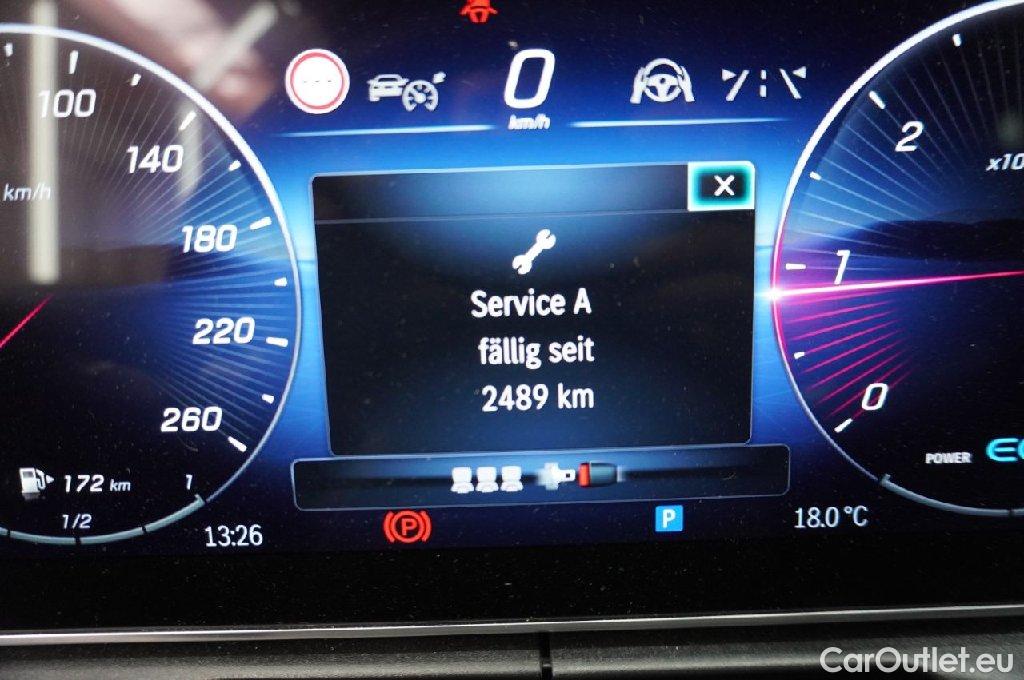 0
km/h
100
140
km/h
180
220
260
172 km
1
1/2
13:26
Service A
fällig seit
2489 km
P
P
18.0 °C
2
1
0
POWER
CarOutlet.eu